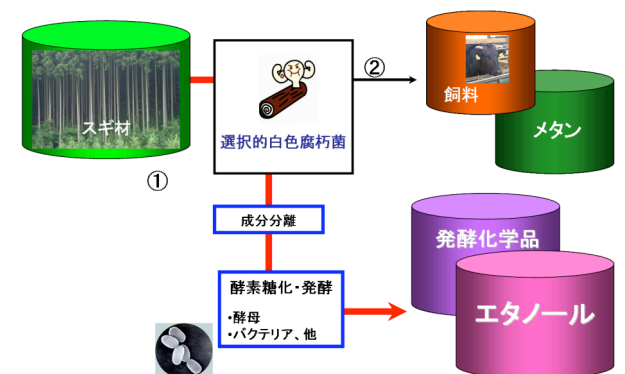 スギ材
①
選択的白色腐朽菌
②
飼料
メタン
成分分離
酵素糖化・発酵
・酵母
・バクテリア、他
発酵化学品
エタノール